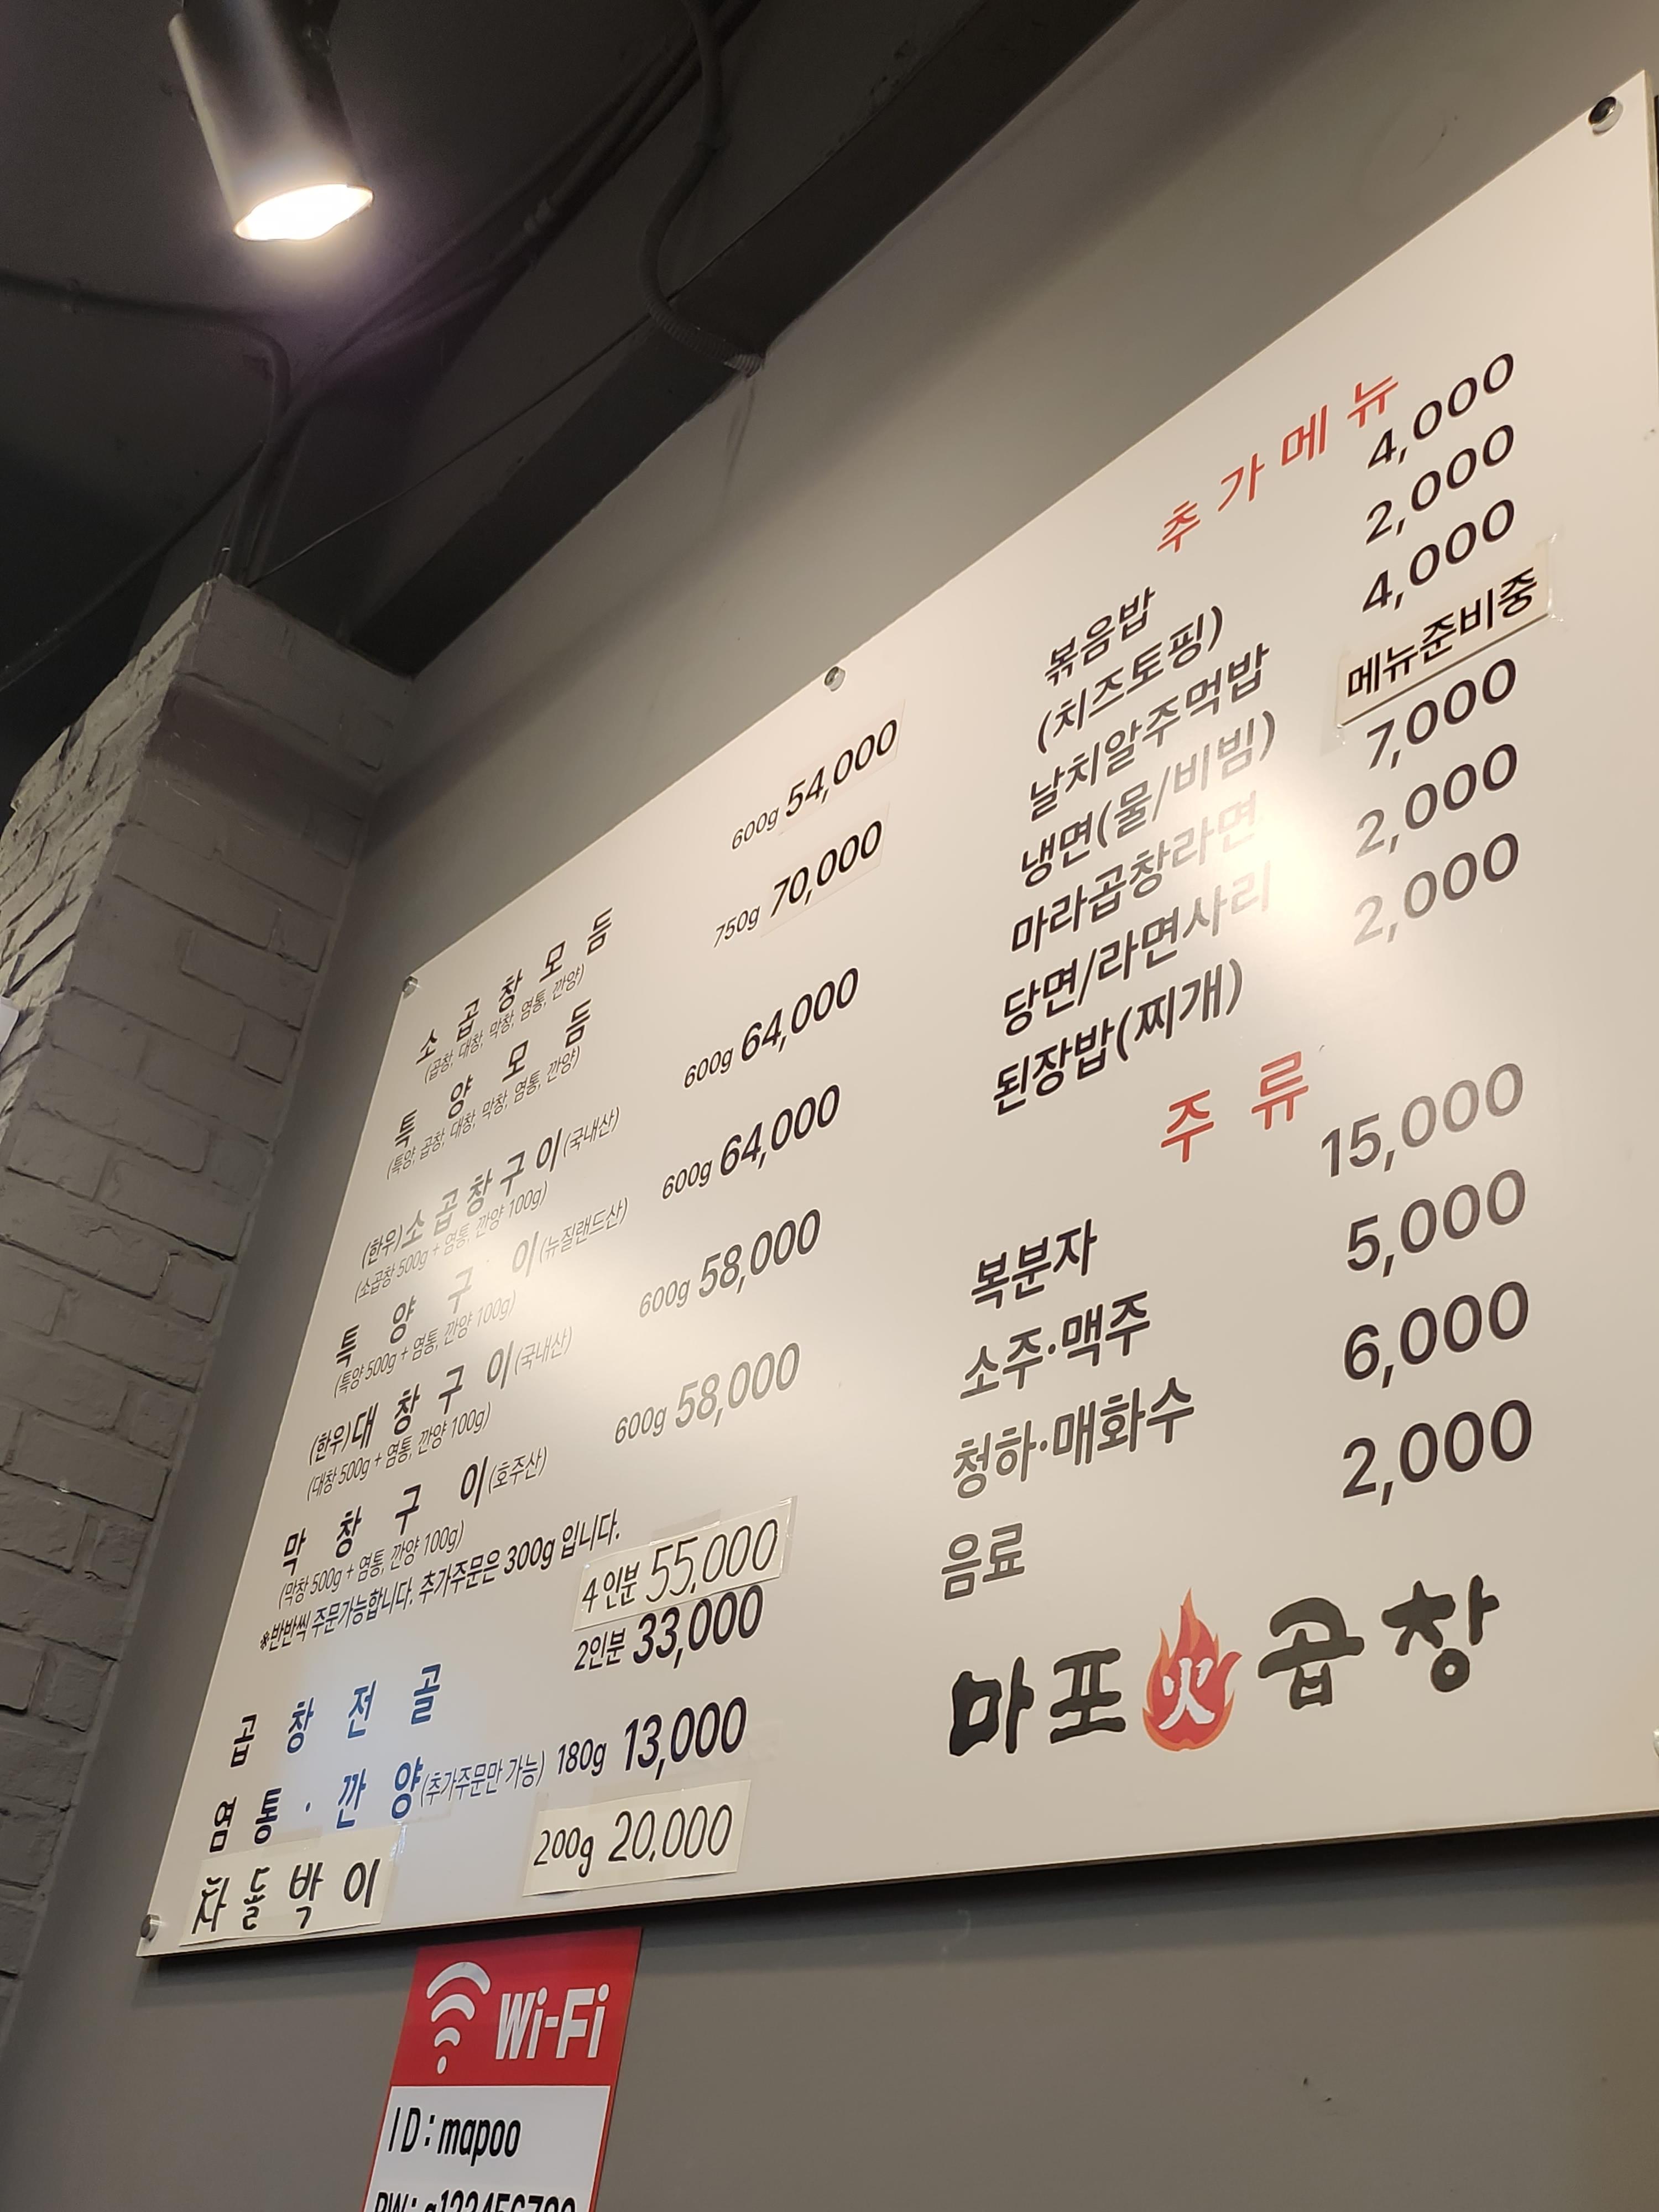 소곱창모듬 600g 54,000
(곱창, 대창, 막창, 염통, 깐양)
특양모듬 750g 70,000
(특양, 곱창, 대창, 막창, 염통, 깐양)
(한우)소곱창구이(국내산) 600g 64,000
(소곱창 500g + 염통, 깐양 100g)
특양구이(뉴질랜드산) 600g 64,000
(특양 500g + 염통, 깐양 100g)
(한우)대창구이(국내산) 600g 58,000
(대창 500g + 염통, 깐양 100g)
막창구이(호주산) 600g 58,000
(막창 500g + 염통, 깐양 100g)
※반반씩 주문가능합니다. 추가주문은 300g 입니다.
4인분 55,000
곱창전골 2인분 33,000
염통·깐양(추가주문만 가능) 180g 13,000
차돌박이 200g 20,000
추가메뉴
볶음밥 4,000
(치즈토핑) 2,000
날치알주먹밥 4,000
냉면(물/비빔) 메뉴준비중
마라곱창라면 7,000
당면/라면사리 2,000
된장밥(찌개) 2,000
주류
복분자 15,000
소주·맥주 5,000
청하·매화수 6,000
음료 2,000
마포火곱창
Wi-Fi
ID: mapoo